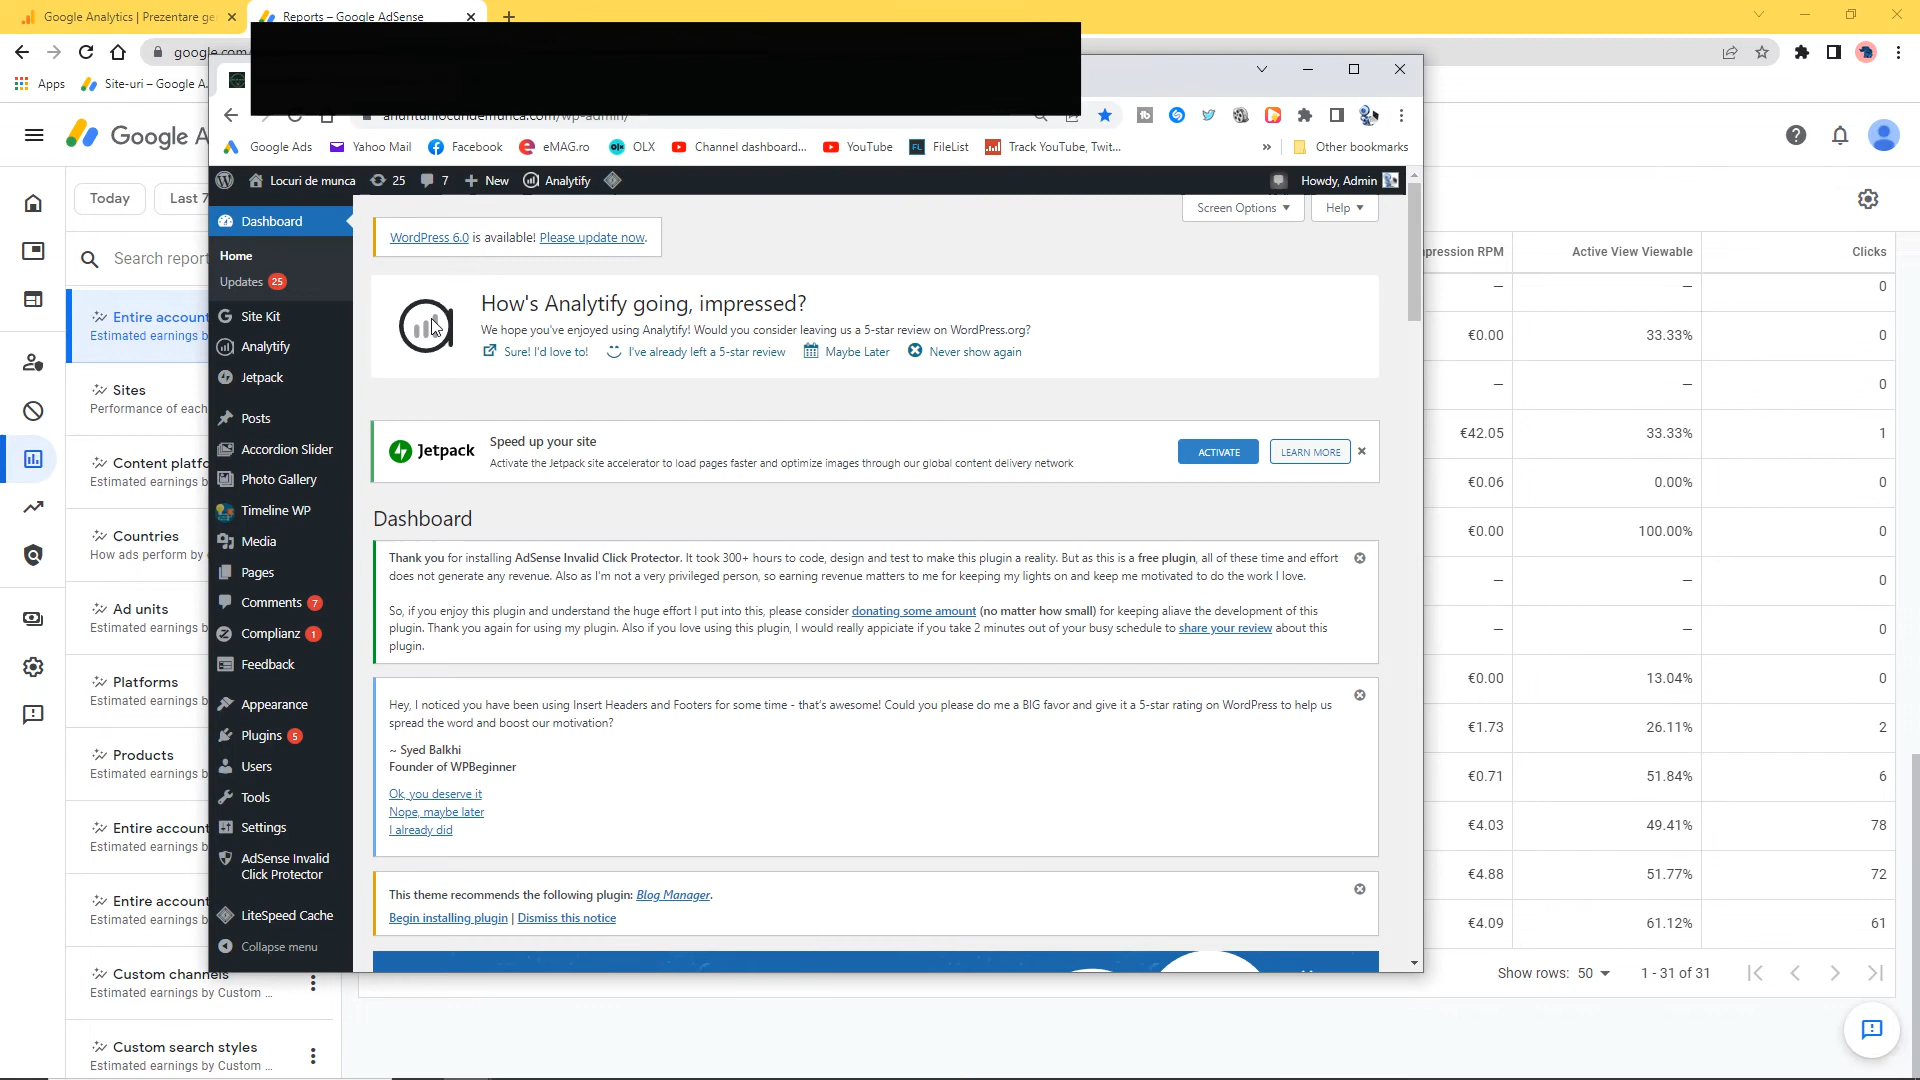 Google Analytics | Prezentare ge
Reports – Google AdSense
google.com
Apps
Site-uri – Google A
Google A
Today
Last 7
Search report
Entire account
Estimated earnings b
Sites
Performance of each
Content platfo
Estimated earnings b
Countries
How ads perform by
Ad units
Estimated earnings b
Platforms
Estimated earnings b
Products
Estimated earnings b
Entire account
Estimated earnings b
Entire account
Estimated earnings b
Custom channels
Estimated earnings by Custom ...
Custom search styles
Estimated earnings by Custom ...
anunturilocuridemunca.com/wp-admin/
Google Ads
Yahoo Mail
Facebook
eMAG.ro
OLX
Channel dashboard...
YouTube
FileList
Track YouTube, Twit...
»
Other bookmarks
Locuri de munca
25
7
New
Analytify
Howdy, Admin
Dashboard
Home
Updates 25
Site Kit
Analytify
Jetpack
Posts
Accordion Slider
Photo Gallery
Timeline WP
Media
Pages
Comments 7
Complianz 1
Feedback
Appearance
Plugins 5
Users
Tools
Settings
AdSense Invalid
Click Protector
LiteSpeed Cache
Collapse menu
Screen Options
Help
WordPress 6.0 is available! Please update now.
How's Analytify going, impressed?
We hope you've enjoyed using Analytify! Would you consider leaving us a 5-star review on WordPress.org?
Sure! I'd love to!
I've already left a 5-star review
Maybe Later
Never show again
Jetpack
Speed up your site
Activate the Jetpack site accelerator to load pages faster and optimize images through our global content delivery network
ACTIVATE
LEARN MORE
Dashboard
Thank you for installing AdSense Invalid Click Protector. It took 300+ hours to code, design and test to make this plugin a reality. But as this is a free plugin, all of these time and effort
does not generate any revenue. Also as I'm not a very privileged person, so earning revenue matters to me for keeping my lights on and keep me motivated to do the work I love.
So, if you enjoy this plugin and understand the huge effort I put into this, please consider donating some amount (no matter how small) for keeping aliave the development of this
plugin. Thank you again for using my plugin. Also if you love using this plugin, I would really appiciate if you take 2 minutes out of your busy schedule to share your review about this
plugin.
Hey, I noticed you have been using Insert Headers and Footers for some time - that's awesome! Could you please do me a BIG favor and give it a 5-star rating on WordPress to help us
spread the word and boost our motivation?
~ Syed Balkhi
Founder of WPBeginner
Ok, you deserve it
Nope, maybe later
I already did
This theme recommends the following plugin: Blog Manager.
Begin installing plugin | Dismiss this notice
pression RPM
Active View Viewable
Clicks
— — 0
€0.00 33.33% 0
— — 0
€42.05 33.33% 1
€0.06 0.00% 0
€0.00 100.00% 0
— — 0
— — 0
€0.00 13.04% 0
€1.73 26.11% 2
€0.71 51.84% 6
€4.03 49.41% 78
€4.88 51.77% 72
€4.09 61.12% 61
Show rows: 50
1 - 31 of 31